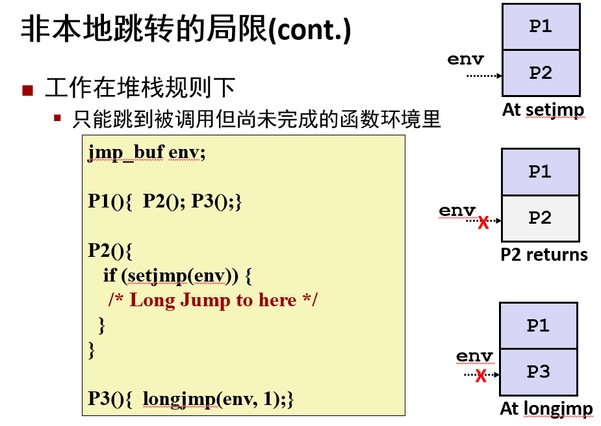 非本地跳转的局限(cont.)
工作在堆栈规则下
只能跳到被调用但尚未完成的函数环境里
jmp_buf env;
P1(){  P2(); P3();}
P2(){
if (setjmp(env)) {
/* Long Jump to here */
}
}
P3(){  longjmp(env, 1);}
P1
env
P2
At setjmp
P1
env
X
P2
P2 returns
P1
env
X
P3
At longjmp